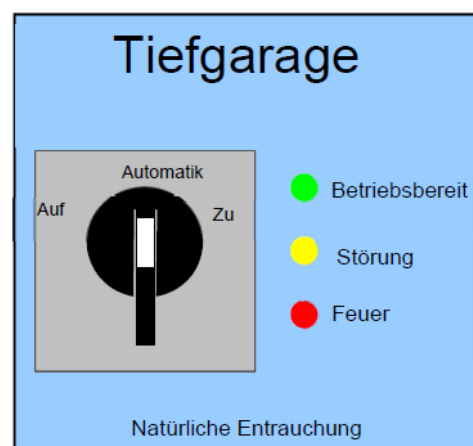 Tiefgarage
Automatik
Auf
Zu
Betriebsbereit
Störung
Feuer
Natürliche Entrauchung